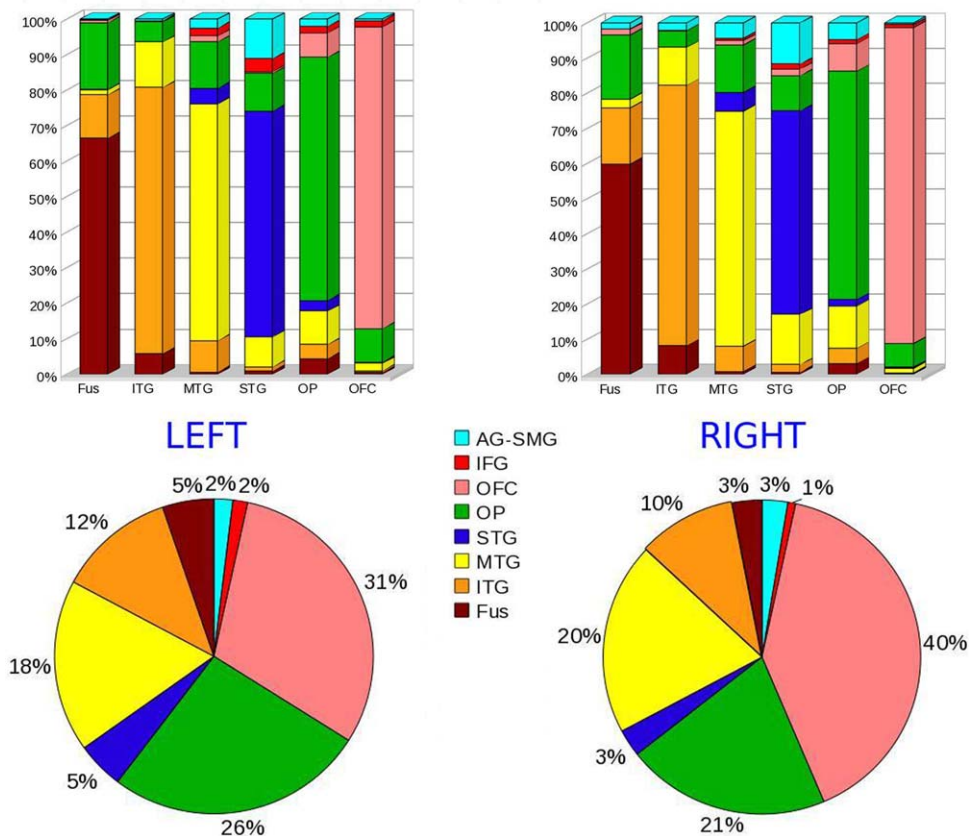 100%
90%
80%
70%
60%
50%
40%
30%
20%
10%
0%
Fus ITG MTG STG OP OFC
100%
90%
80%
70%
60%
50%
40%
30%
20%
10%
0%
Fus ITG MTG STG OP OFC
LEFT
5% 2% 2%
12%
31%
18%
5%
26%
AG-SMG
IFG
OFC
OP
STG
MTG
ITG
Fus
RIGHT
3% 3% 1%
10%
20%
40%
3%
21%